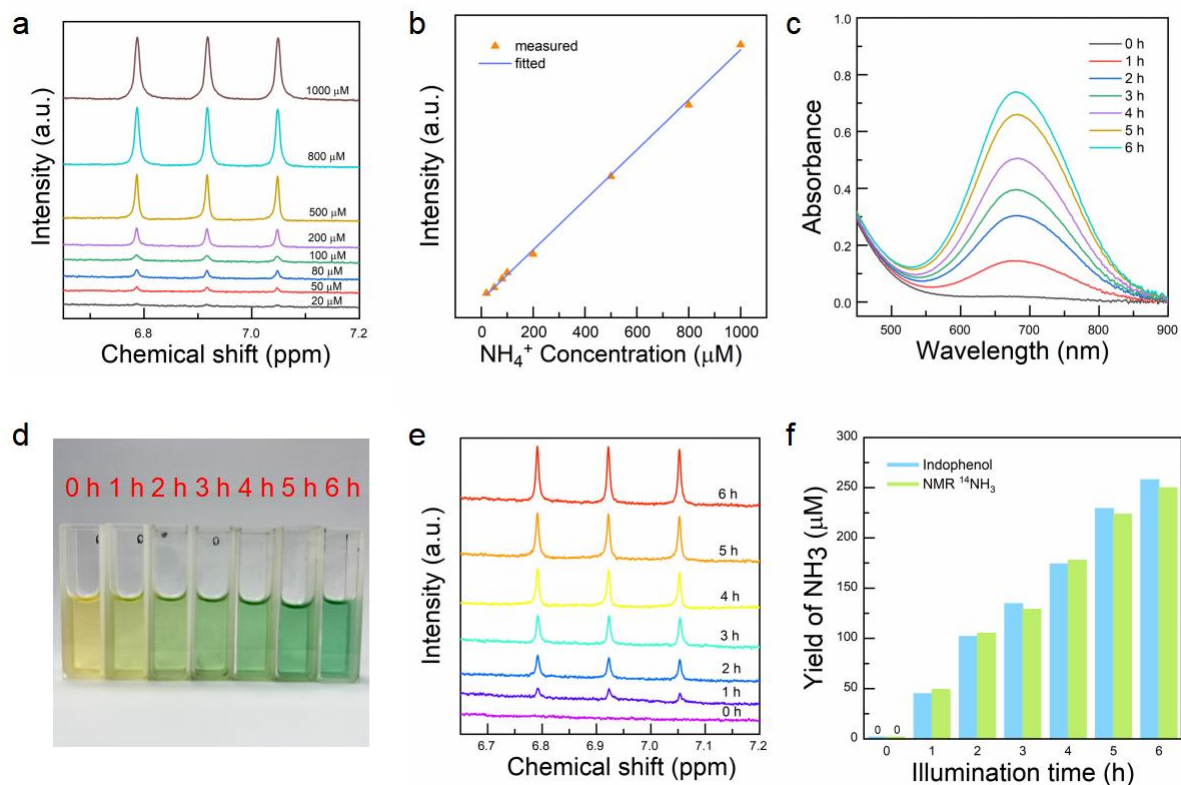 a
1000 μM
800 μM
500 μM
200 μM
100 μM
80 μM
50 μM
20 μM
6.8 7.0 7.2
Chemical shift (ppm)
Intensity (a.u.)
b
measured
fitted
0 200 400 600 800 1000
NH₄⁺ Concentration (μM)
Intensity (a.u.)
c
0 h
1 h
2 h
3 h
4 h
5 h
6 h
1.0
0.8
0.6
0.4
0.2
0.0
500 600 700 800 900
Wavelength (nm)
Absorbance
d
0 h 1 h 2 h 3 h 4 h 5 h 6 h
e
6 h
5 h
4 h
3 h
2 h
1 h
0 h
6.7 6.8 6.9 7.0 7.1 7.2
Chemical shift (ppm)
Intensity (a.u.)
f
Indophenol
NMR ¹⁴NH₃
300
250
200
150
100
50
0
0 0
0 1 2 3 4 5 6
Illumination time (h)
Yield of NH₃ (μM)